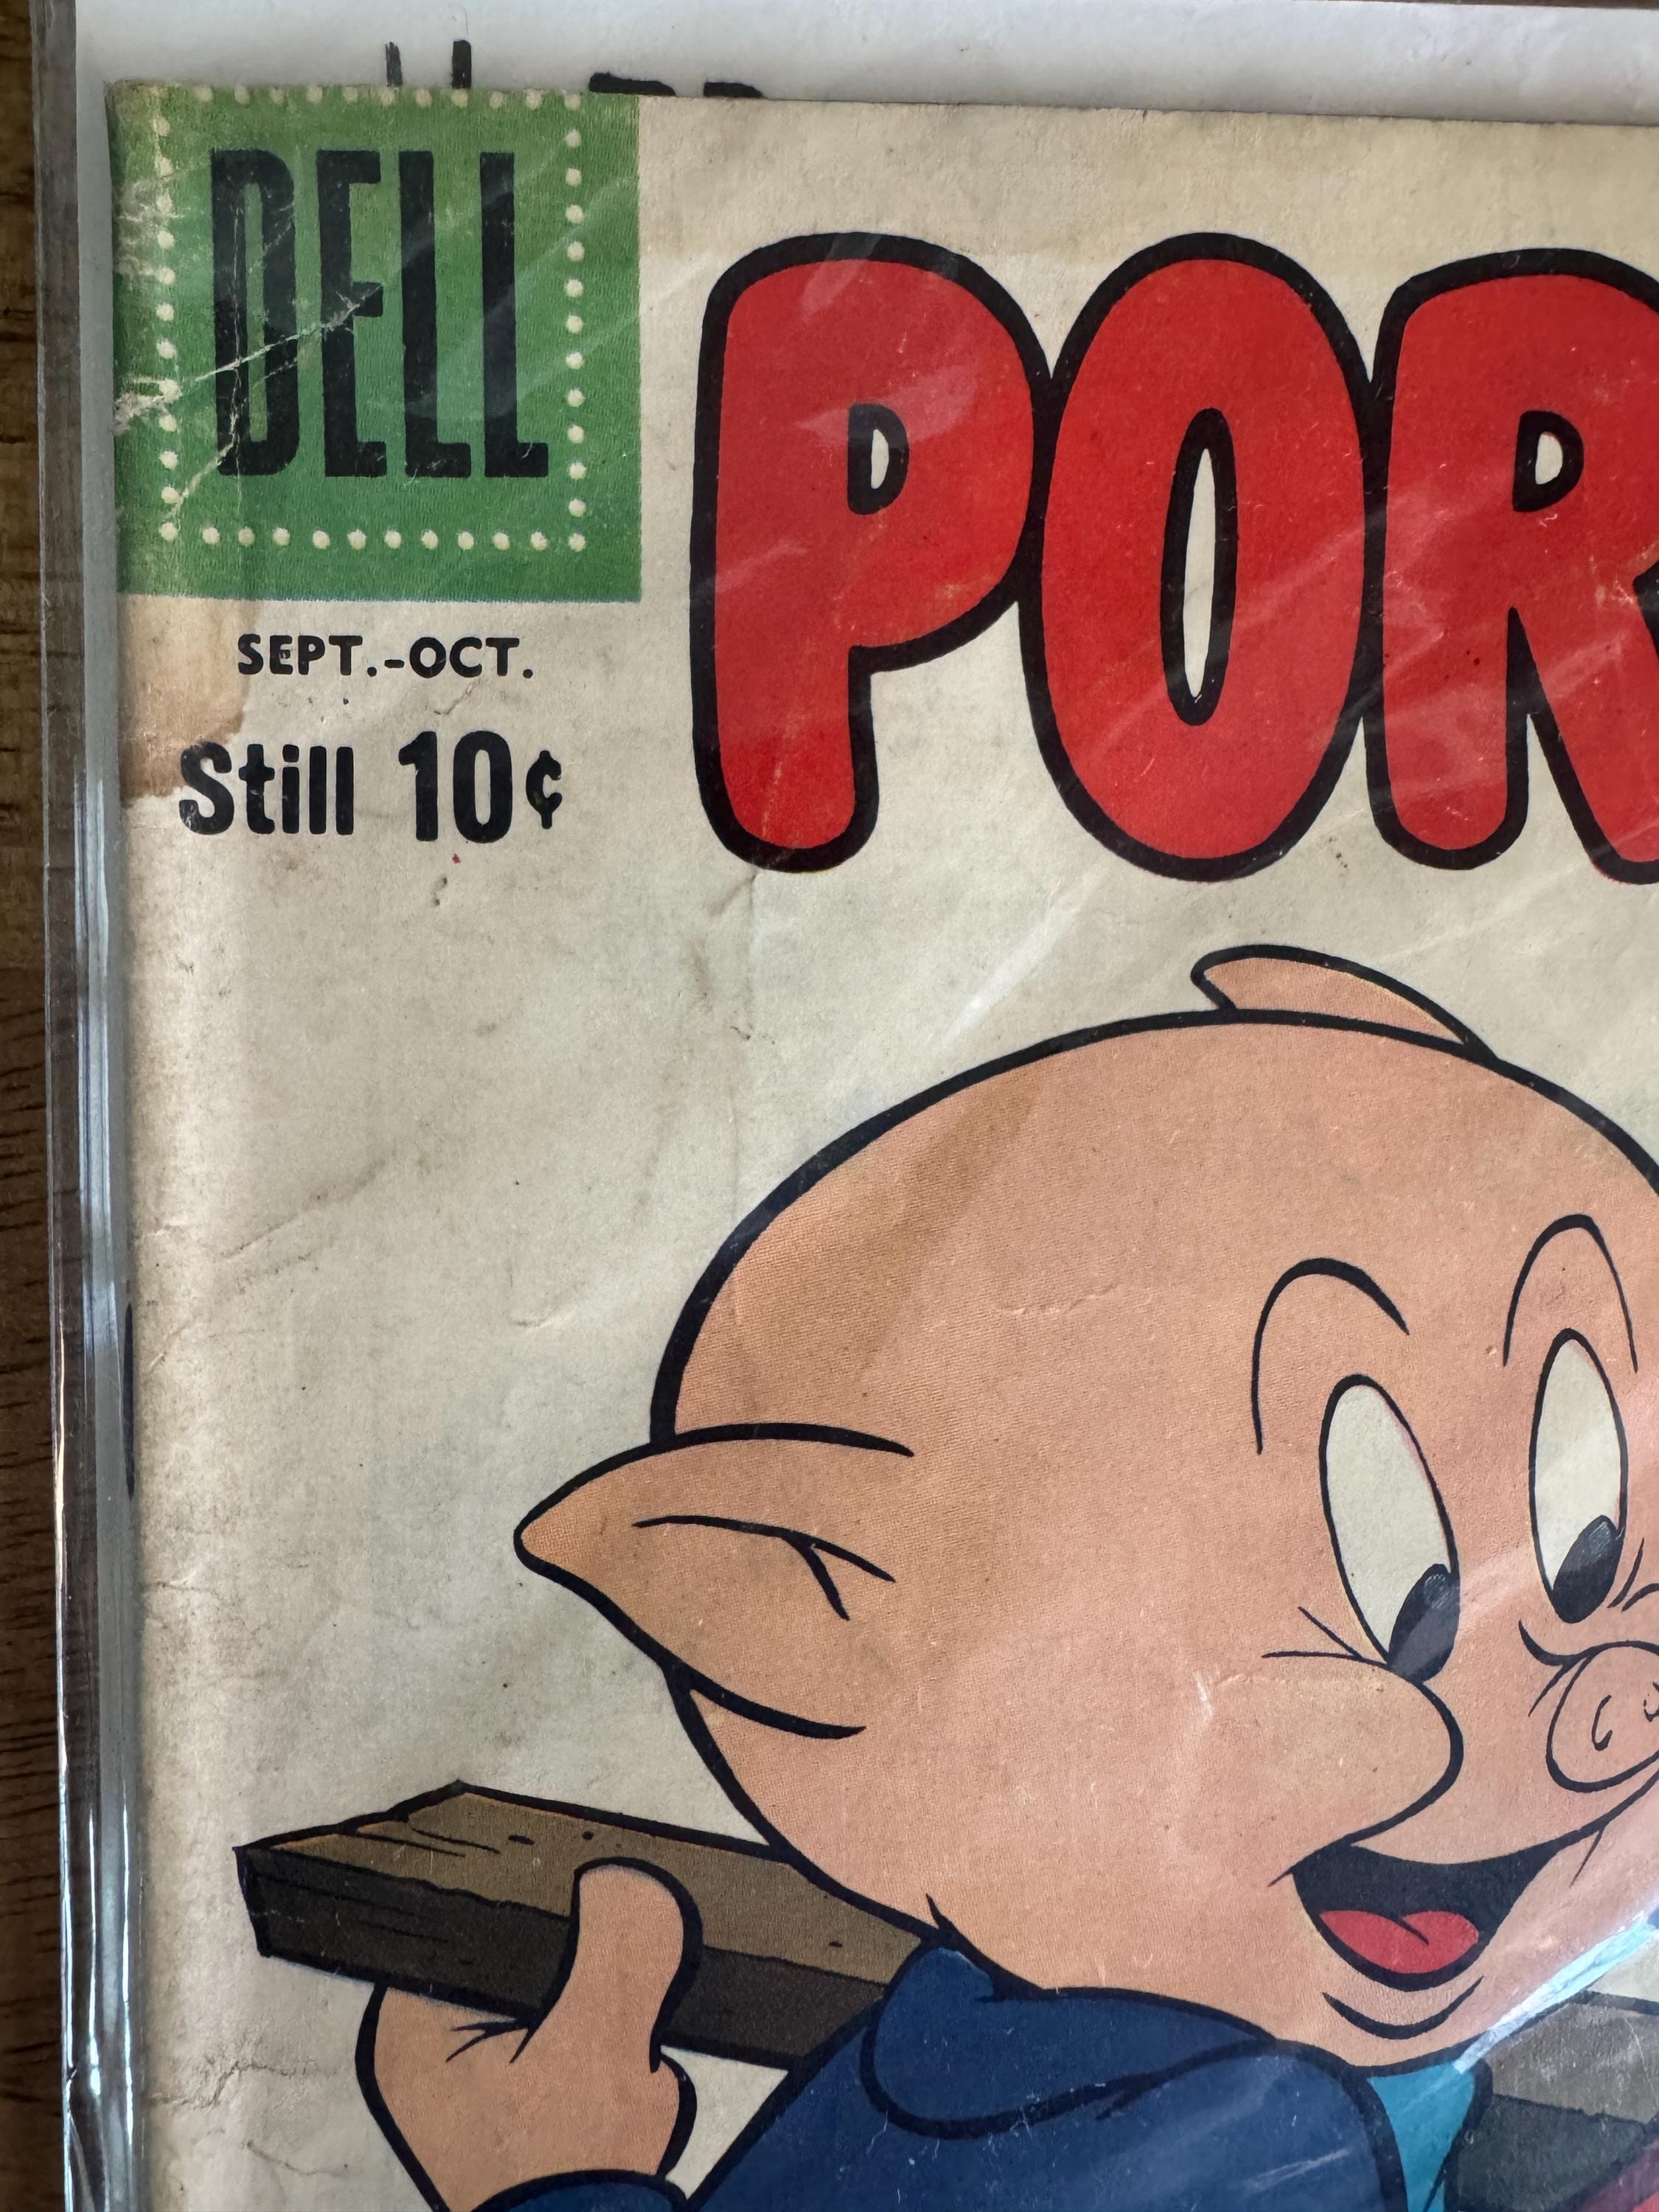 DELL
POR
SEPT.-OCT.
Still 10¢